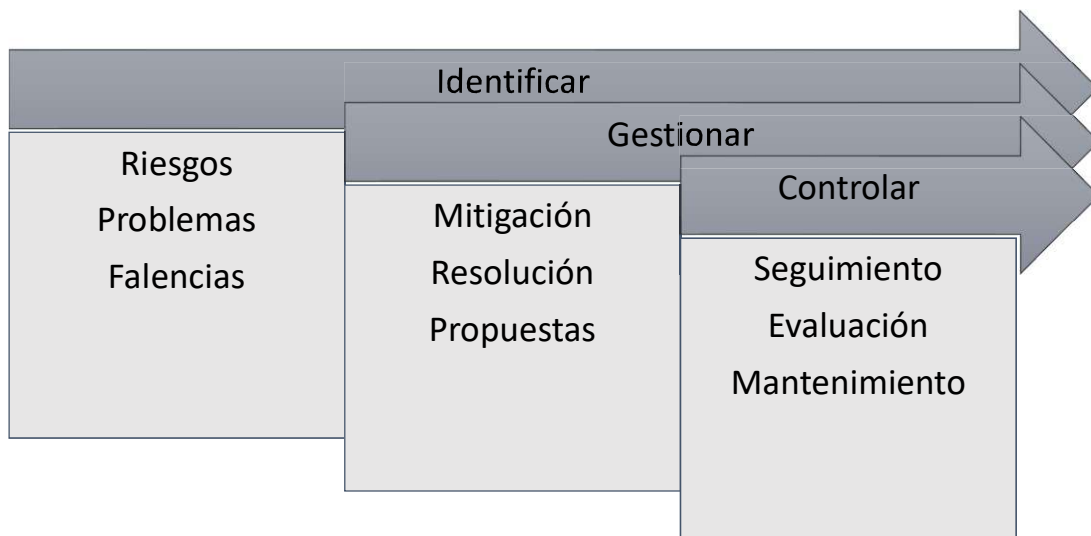 Identificar
Riesgos
Problemas
Falencias
Gestionar
Mitigación
Resolución
Propuestas
Controlar
Seguimiento
Evaluación
Mantenimiento